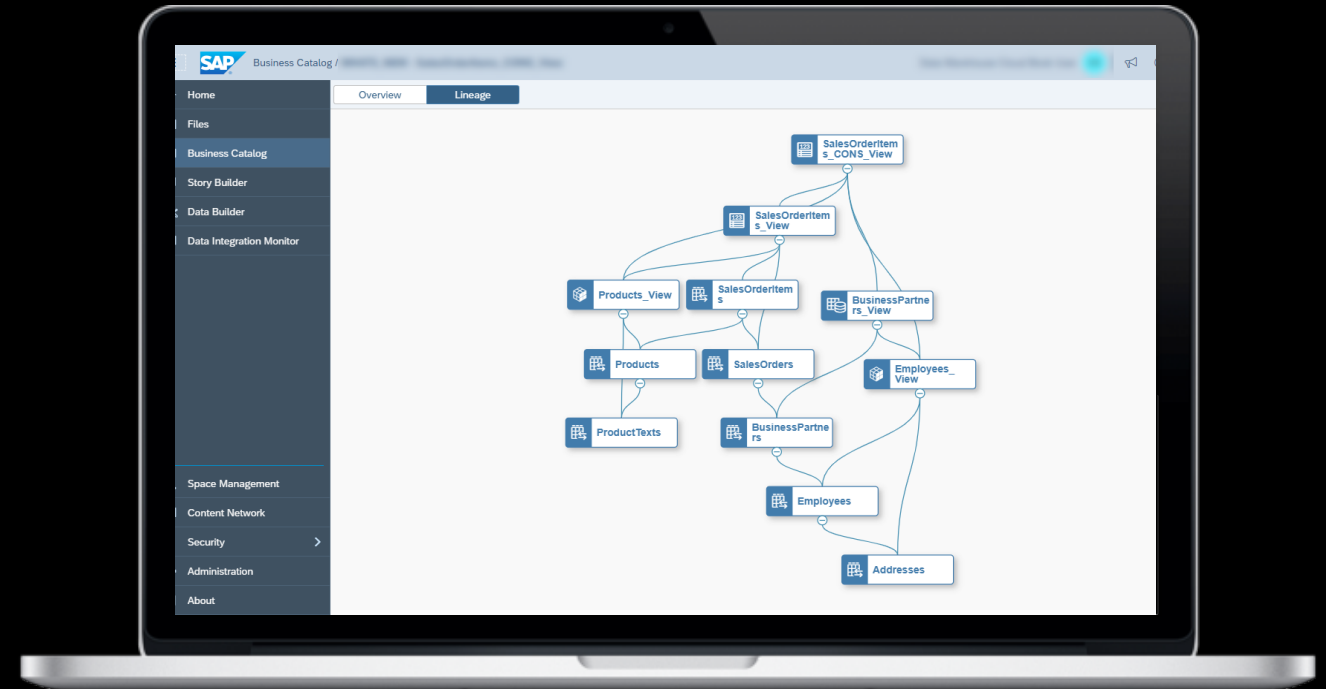 SAP
Business Catalog /
Home
Files
Business Catalog
Story Builder
Data Builder
Data Integration Monitor
Space Management
Content Network
Security
Administration
About
Overview
Lineage
SalesOrderItem
s_CONS_View
123
SalesOrderItem
s_View
123
Products_View
SalesOrderItem
s
BusinessPartne
rs_View
Products
SalesOrders
Employees_
View
ProductTexts
BusinessPartne
rs
Employees
Addresses